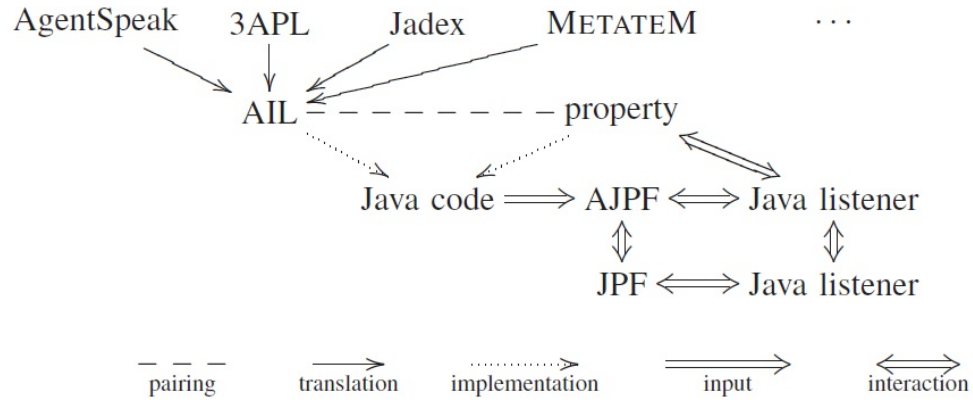 AgentSpeak 3APL Jadex METATEM ···
AIL property
Java code AJPF Java listener
JPF Java listener
pairing translation implementation input interaction